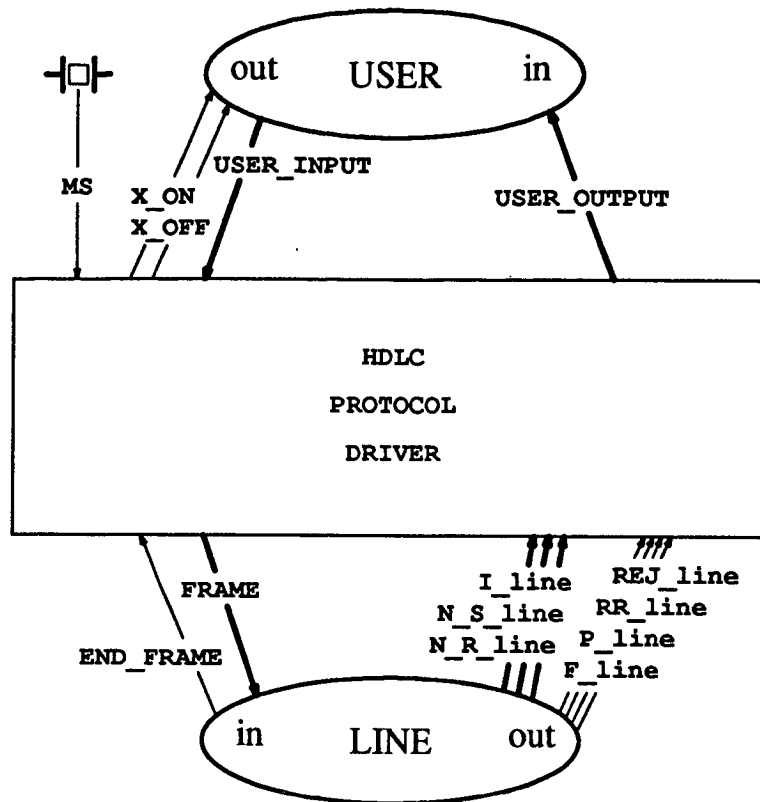 out USER in
USER_INPUT
MS
X_ON
USER_OUTPUT
X_OFF
HDLC
PROTOCOL
DRIVER
FRAME
I_line REJ_line
N_S_line RR_line
N_R_line P_line
END_FRAME
F_line
in LINE out